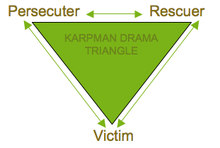 Persecuter Rescuer
KARPMAN DRAMA
TRIANGLE
Victim